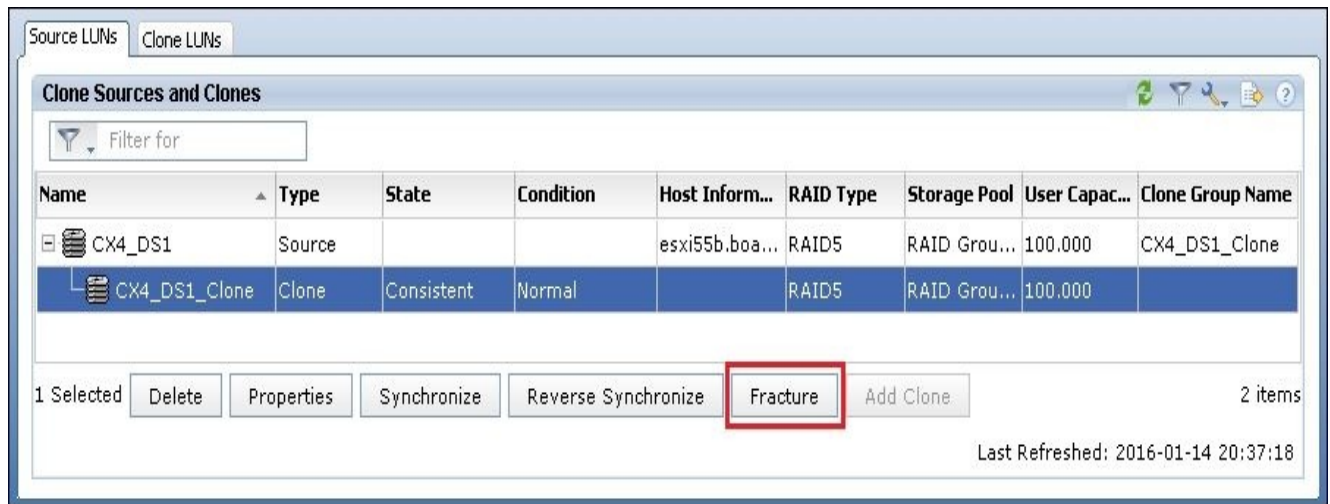 Source LUNs Clone LUNs
Clone Sources and Clones
Filter for
Name Type State Condition Host Inform... RAID Type Storage Pool User Capac... Clone Group Name
CX4_DS1 Source esxi55b.boa... RAID5 RAID Grou... 100.000 CX4_DS1_Clone
CX4_DS1_Clone Clone Consistent Normal RAID5 RAID Grou... 100.000
1 Selected Delete Properties Synchronize Reverse Synchronize Fracture Add Clone 2 items
Last Refreshed: 2016-01-14 20:37:18